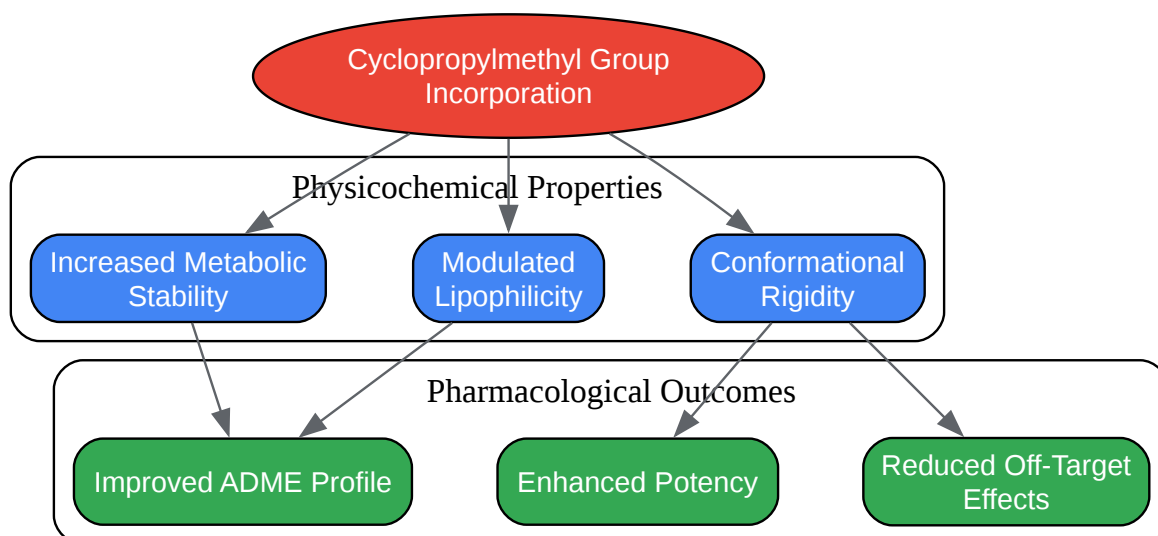 Cyclopropylmethyl Group
Incorporation
Physicochemical Properties
Increased Metabolic
Stability
Modulated
Lipophilicity
Conformational
Rigidity
Pharmacological Outcomes
Improved ADME Profile
Enhanced Potency
Reduced Off-Target
Effects